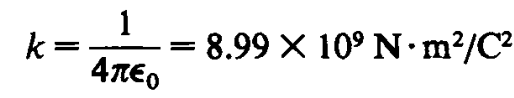 k = 1/4πϵ₀ = 8.99 × 10⁹ N·m²/C²